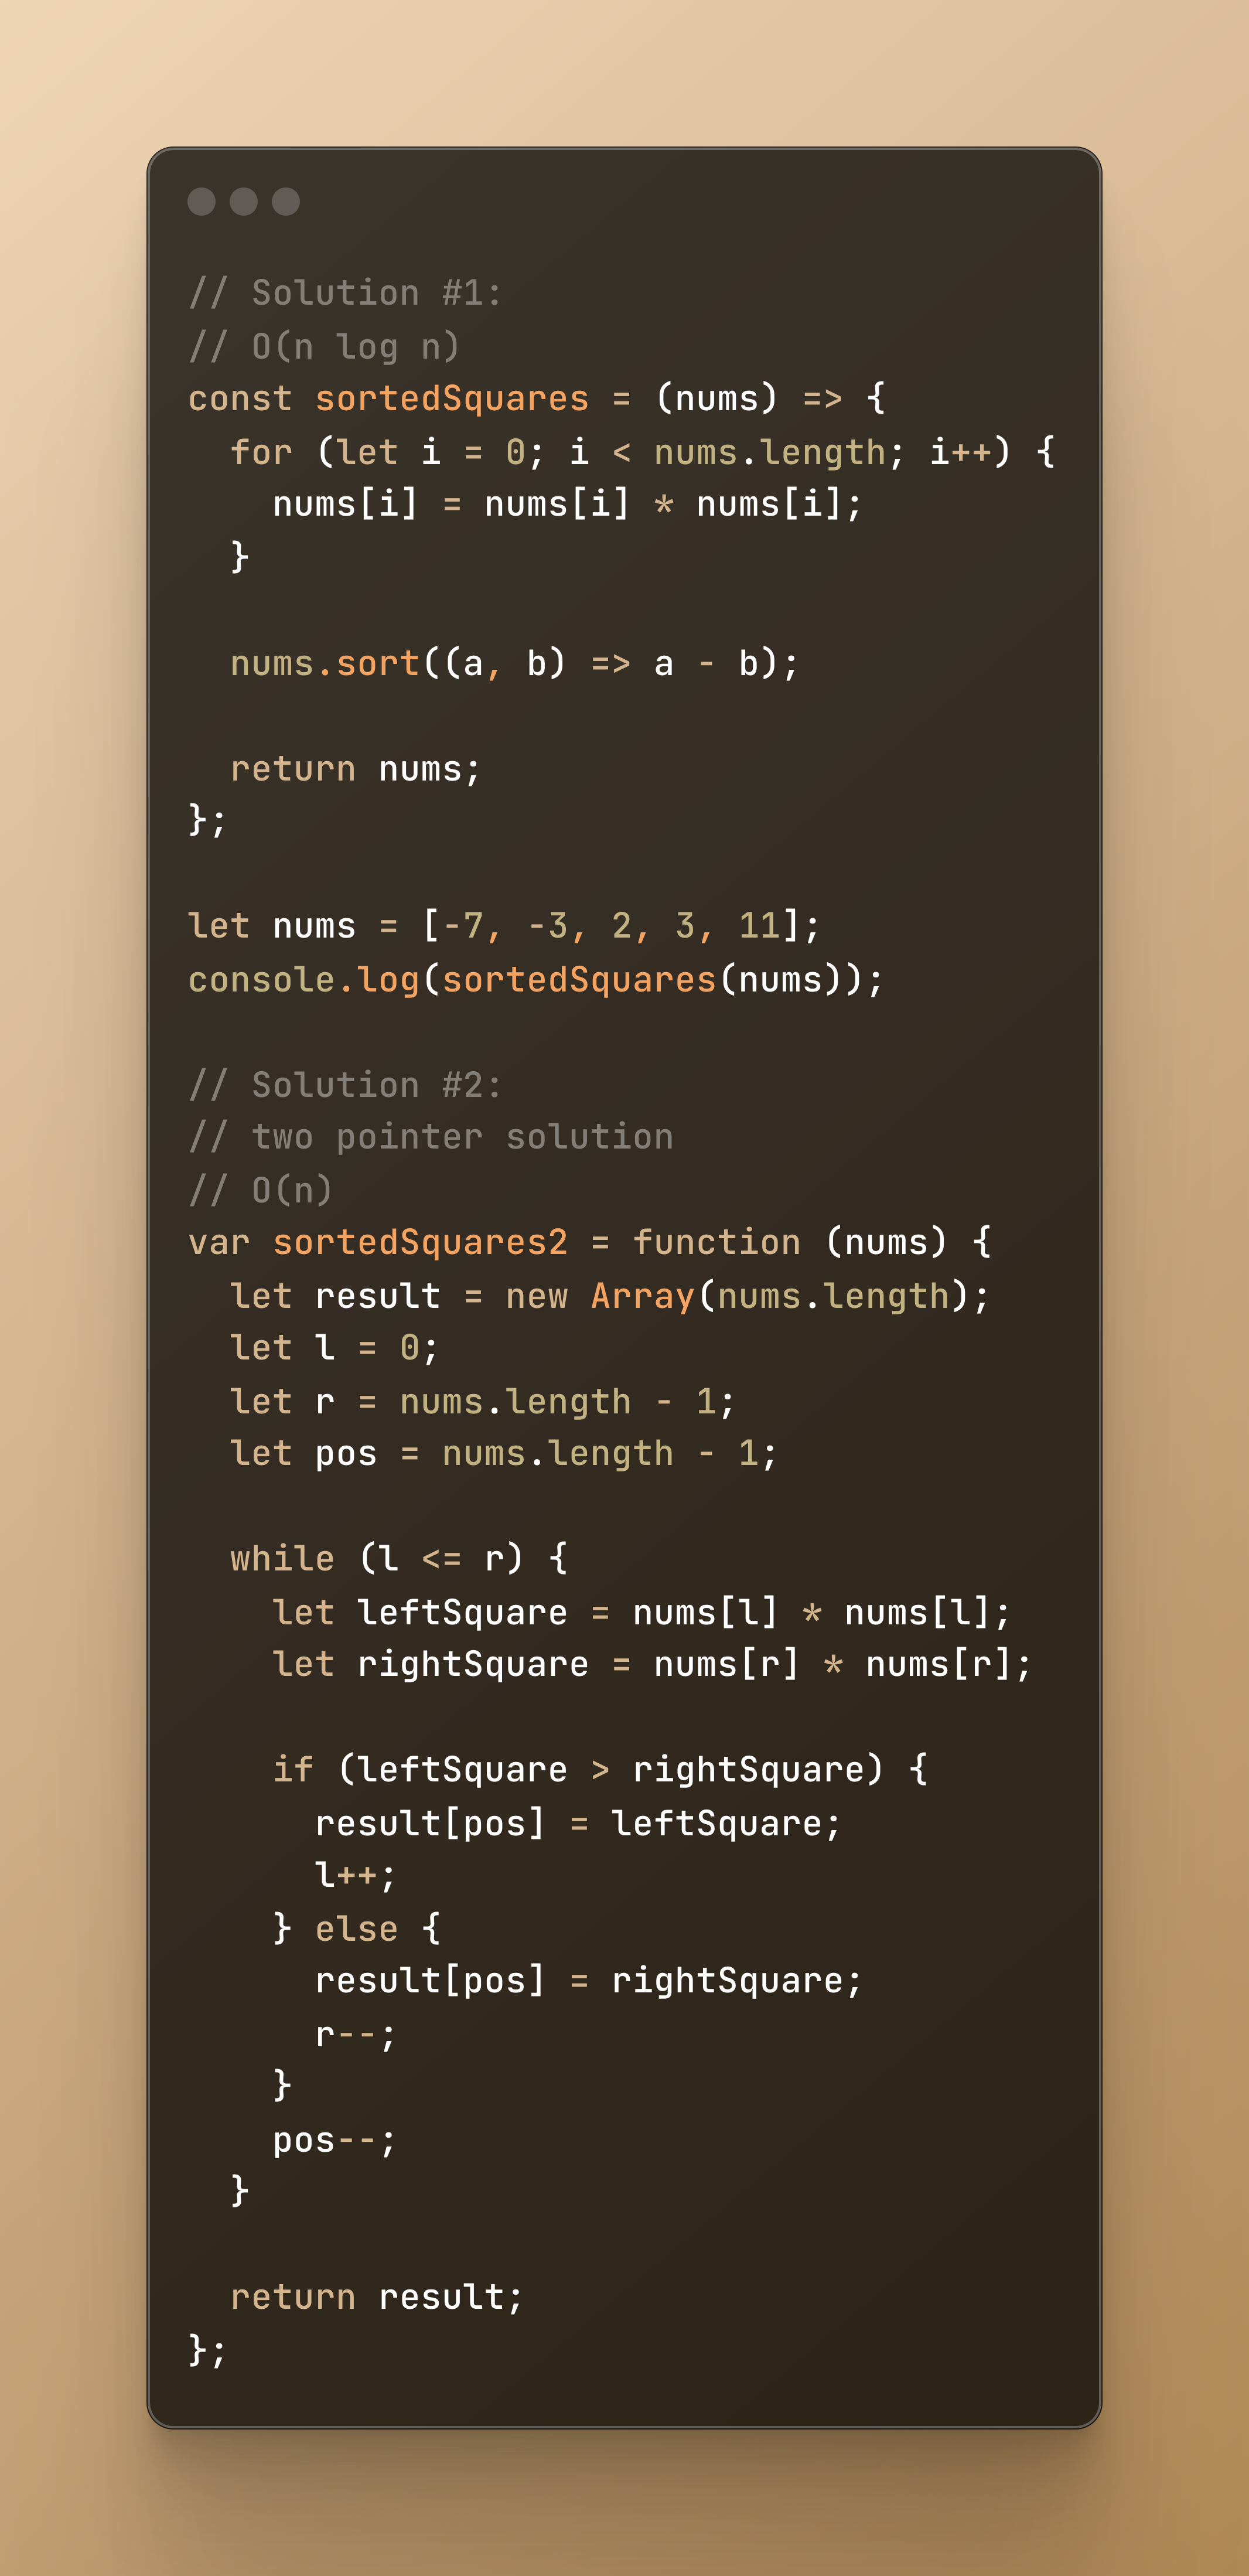 // Solution #1:
// O(n log n)
const sortedSquares = (nums) => {
  for (let i = 0; i < nums.length; i++) {
    nums[i] = nums[i] * nums[i];
  }

  nums.sort((a, b) => a - b);

  return nums;
};

let nums = [-7, -3, 2, 3, 11];
console.log(sortedSquares(nums));

// Solution #2:
// two pointer solution
// O(n)
var sortedSquares2 = function (nums) {
  let result = new Array(nums.length);
  let l = 0;
  let r = nums.length - 1;
  let pos = nums.length - 1;

  while (l <= r) {
    let leftSquare = nums[l] * nums[l];
    let rightSquare = nums[r] * nums[r];

    if (leftSquare > rightSquare) {
      result[pos] = leftSquare;
      l++;
    } else {
      result[pos] = rightSquare;
      r--;
    }
    pos--;
  }

  return result;
};